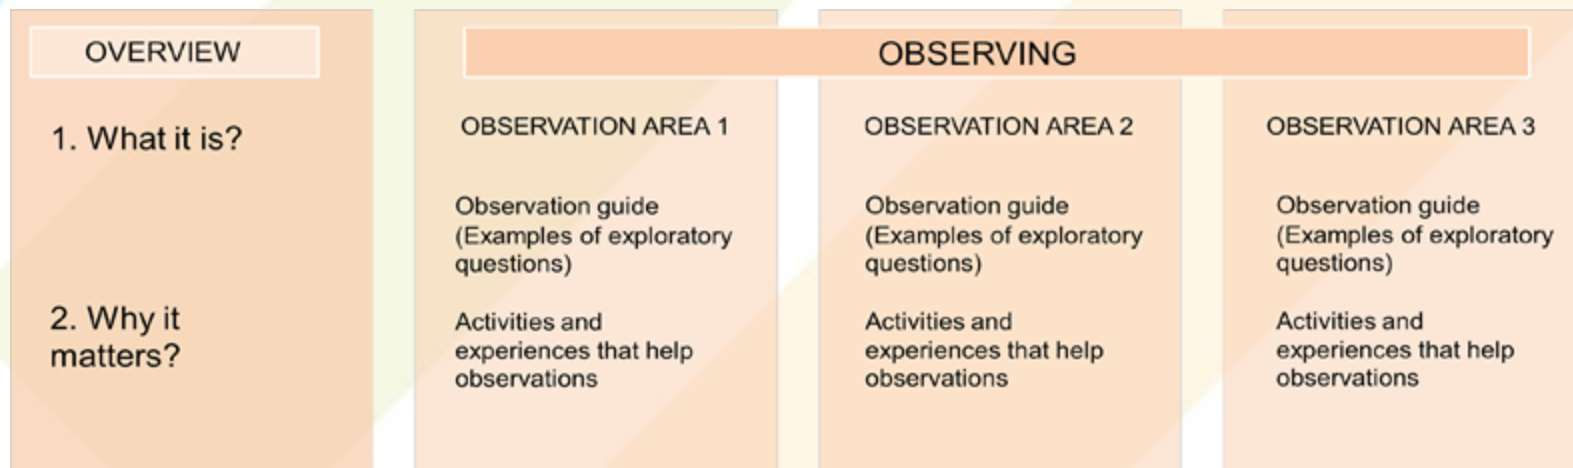 OVERVIEW
1. What it is?
2. Why it
matters?
OBSERVING
OBSERVATION AREA 1
Observation guide
(Examples of exploratory
questions)
Activities and
experiences that help
observations
OBSERVATION AREA 2
Observation guide
(Examples of exploratory
questions)
Activities and
experiences that help
observations
OBSERVATION AREA 3
Observation guide
(Examples of exploratory
questions)
Activities and
experiences that help
observations